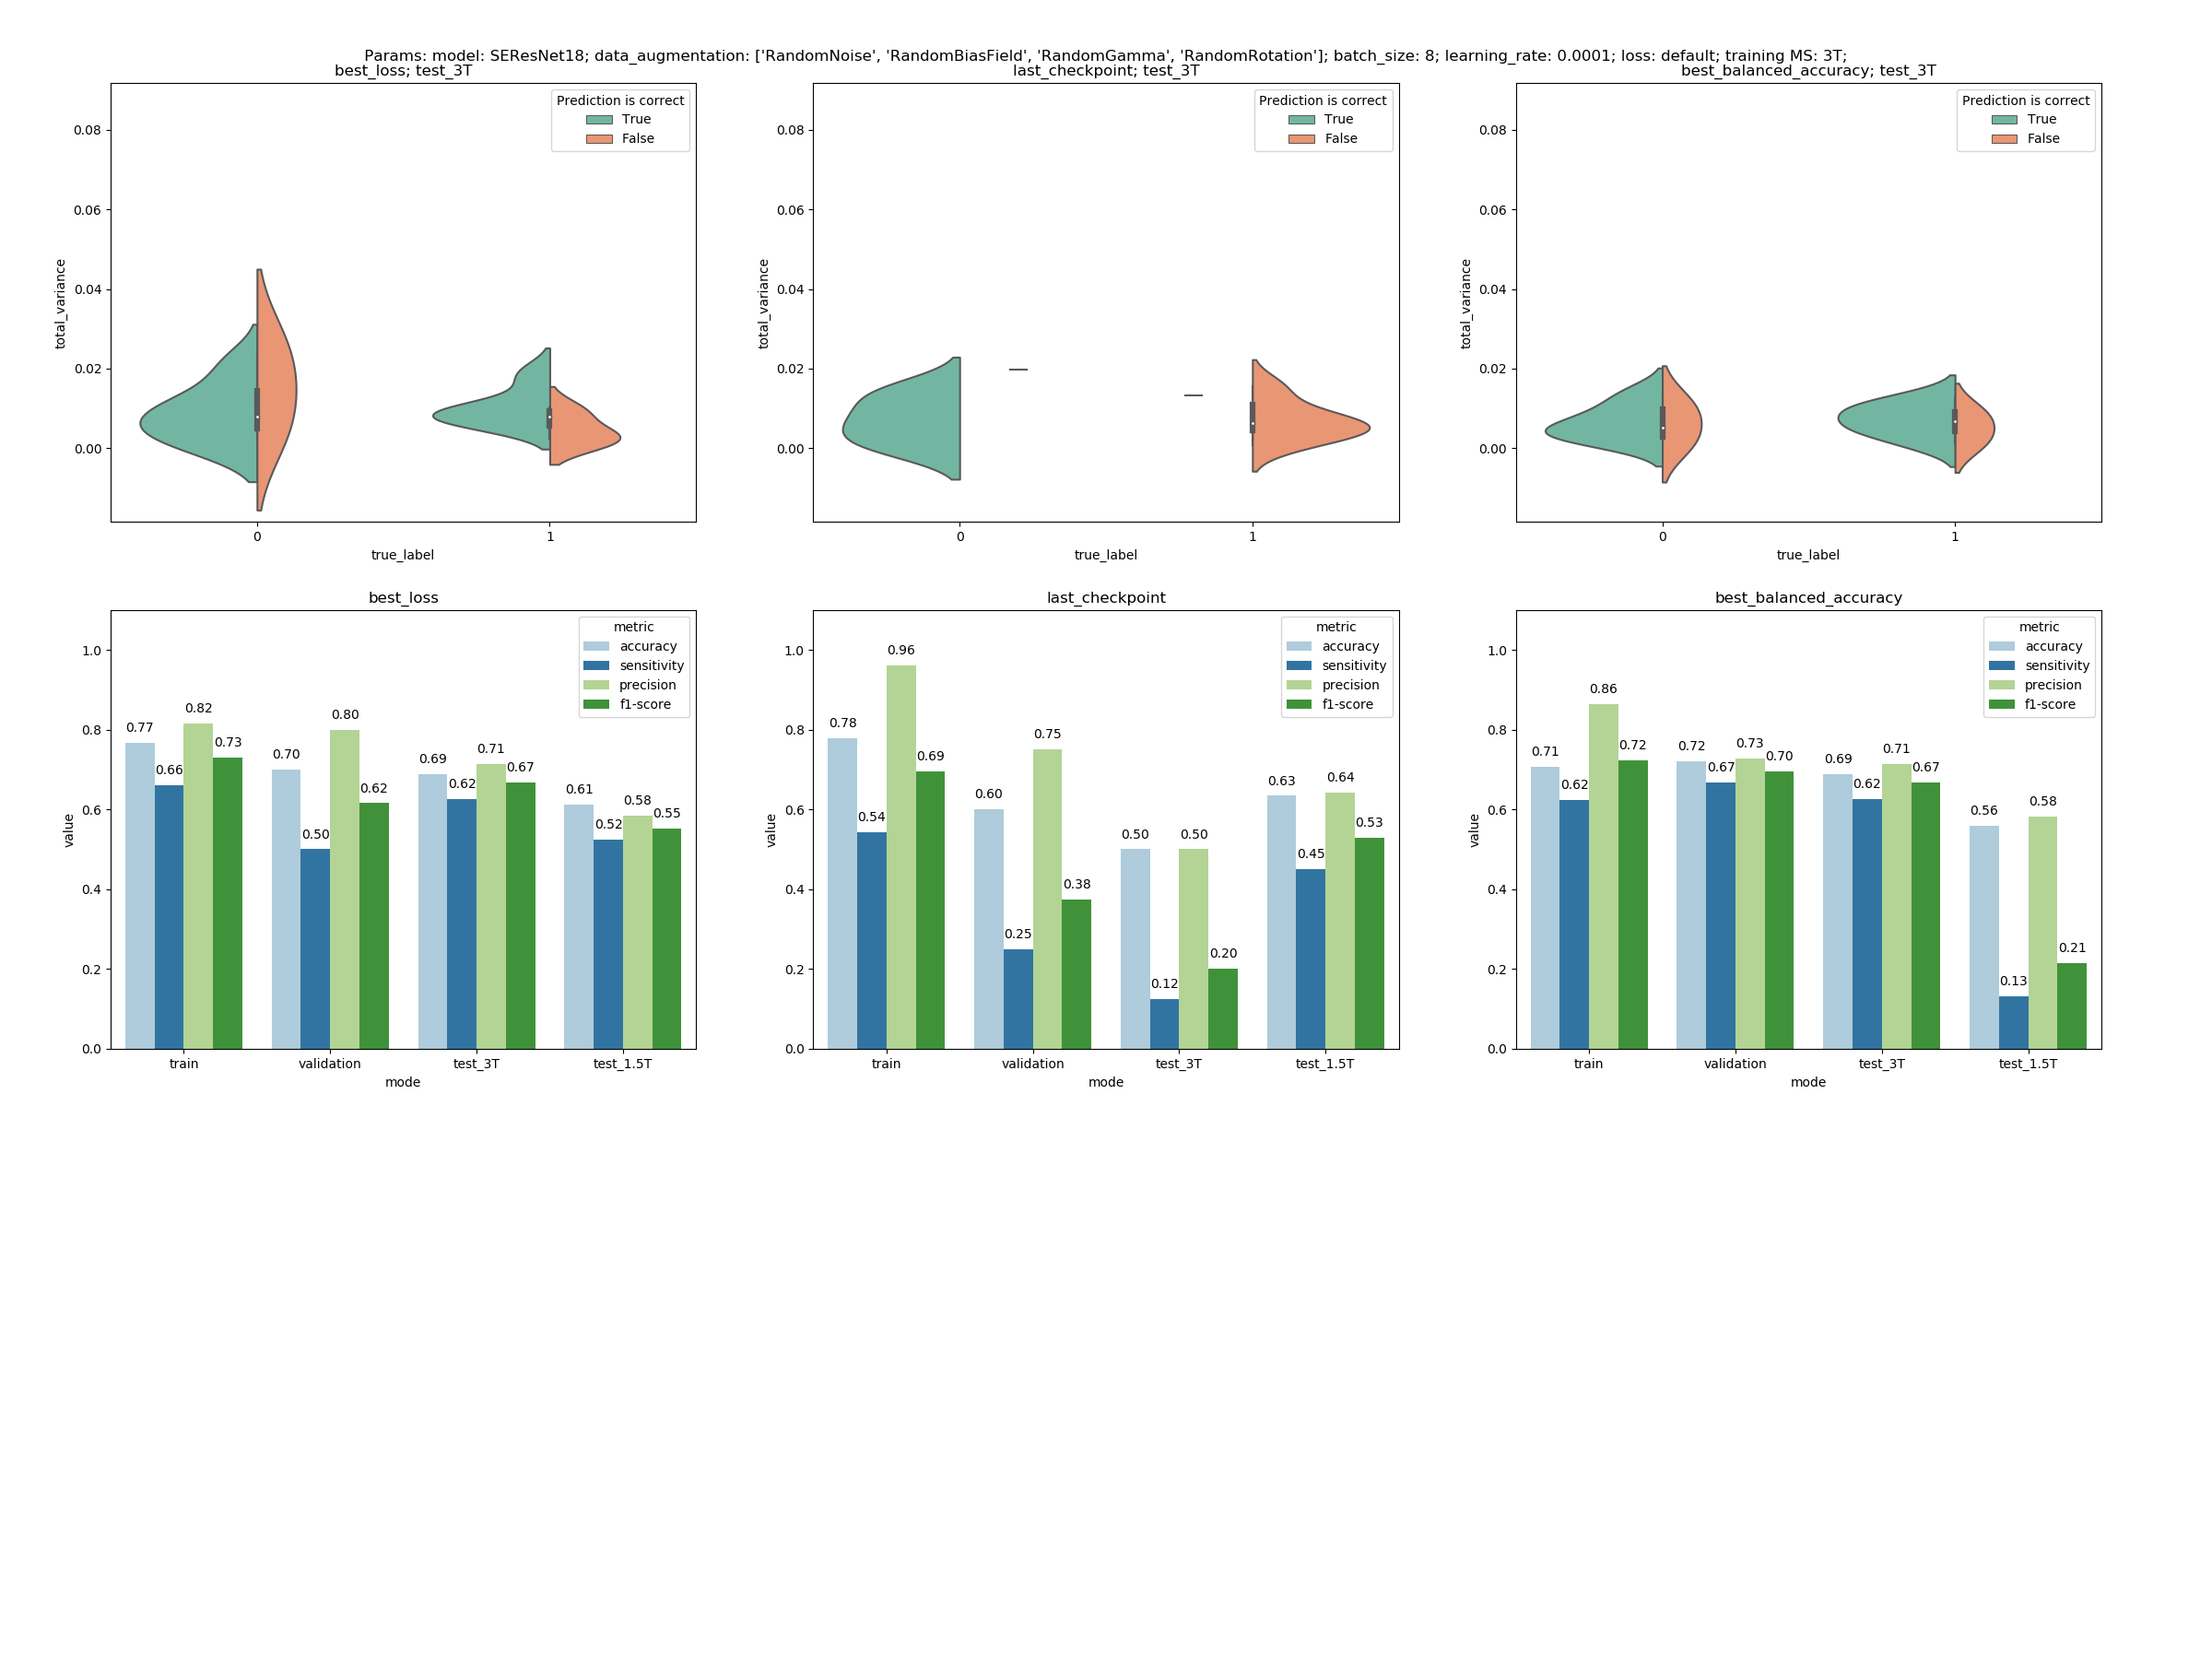 Params: model: SEResNet18; data_augmentation: ['RandomNoise', 'RandomBiasField', 'RandomGamma', 'RandomRotation']; batch_size: 8; learning_rate: 0.0001; loss: default; training MS: 3T;
best_loss; test_3T
Prediction is correct
True
False
0.08
0.06
0.04
0.02
0.00
total_variance
0
1
true_label
last_checkpoint; test_3T
Prediction is correct
True
False
0.08
0.06
0.04
0.02
0.00
total_variance
0
1
true_label
best_balanced_accuracy; test_3T
Prediction is correct
True
False
0.08
0.06
0.04
0.02
0.00
total_variance
0
1
true_label
best_loss
metric
accuracy
sensitivity
precision
f1-score
1.0
0.8
0.6
0.4
0.2
0.0
value
0.77
0.66
0.82
0.73
0.70
0.50
0.80
0.62
0.69
0.62
0.71
0.67
0.61
0.52
0.58
0.55
train
validation
test_3T
test_1.5T
mode
last_checkpoint
metric
accuracy
sensitivity
precision
f1-score
1.0
0.8
0.6
0.4
0.2
0.0
value
0.78
0.54
0.96
0.69
0.60
0.25
0.75
0.38
0.50
0.12
0.50
0.20
0.63
0.45
0.64
0.53
train
validation
test_3T
test_1.5T
mode
best_balanced_accuracy
metric
accuracy
sensitivity
precision
f1-score
1.0
0.8
0.6
0.4
0.2
0.0
value
0.71
0.62
0.86
0.72
0.72
0.67
0.73
0.70
0.69
0.62
0.71
0.67
0.56
0.13
0.58
0.21
train
validation
test_3T
test_1.5T
mode